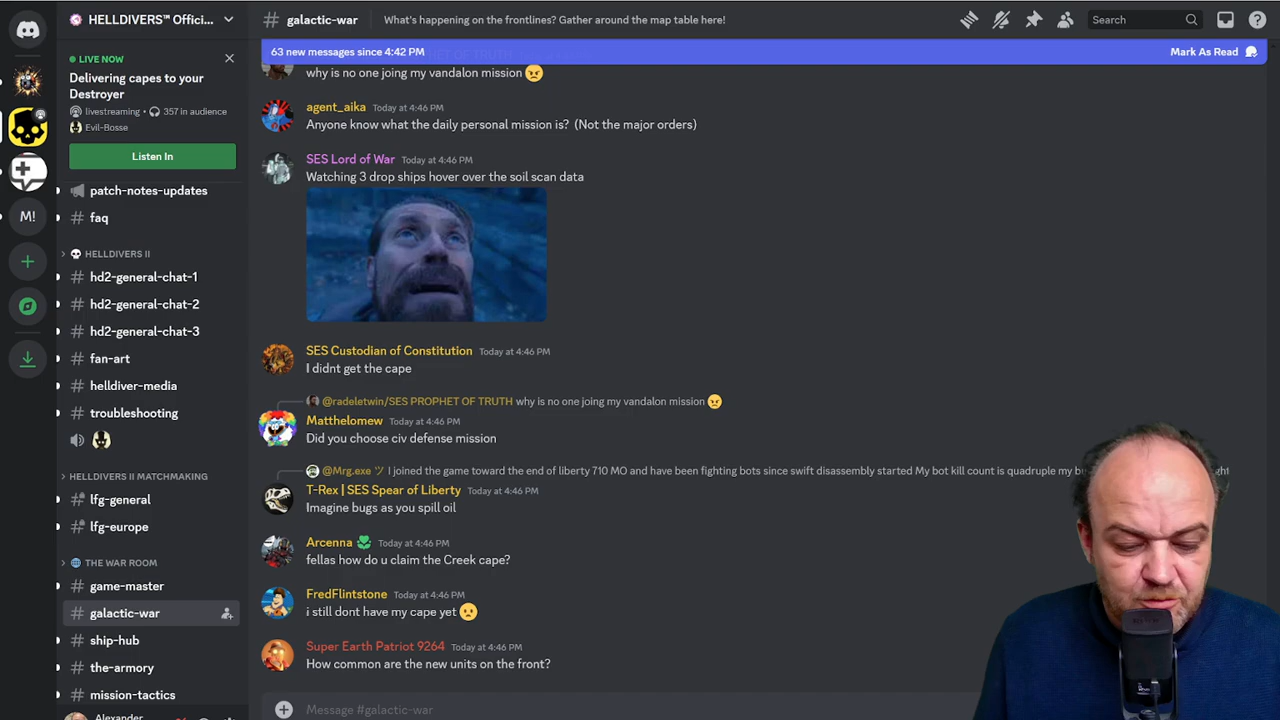 HELLDIVERS™ Offici...
# galactic-war
What's happening on the frontlines? Gather around the map table here!
Search
LIVE NOW
Delivering capes to your
Destroyer
livestreaming • 357 in audience
Evil-Bosse
Listen In
patch-notes-updates
# faq
HELLDIVERS II
# hd2-general-chat-1
# hd2-general-chat-2
# hd2-general-chat-3
# fan-art
# helldiver-media
# troubleshooting
HELLDIVERS II MATCHMAKING
# lfg-general
# lfg-europe
THE WAR ROOM
# game-master
# galactic-war
# ship-hub
# the-armory
# mission-tactics
Alexander
M!
63 new messages since 4:42 PM
Mark As Read
why is no one joing my vandalon mission 😠
agent_aika Today at 4:46 PM
Anyone know what the daily personal mission is? (Not the major orders)
SES Lord of War Today at 4:46 PM
Watching 3 drop ships hover over the soil scan data
SES Custodian of Constitution Today at 4:46 PM
I didnt get the cape
@radeletwin/SES PROPHET OF TRUTH why is no one joing my vandalon mission 😠
Matthelomew Today at 4:46 PM
Did you choose civ defense mission
@Mrg.exe ツ I joined the game toward the end of liberty 710 MO and have been fighting bots since swift disassembly started My bot kill count is quadruple my
T-Rex | SES Spear of Liberty Today at 4:46 PM
Imagine bugs as you spill oil
Arcenna Today at 4:46 PM
fellas how do u claim the Creek cape?
FredFlintstone Today at 4:46 PM
i still dont have my cape yet 🙁
Super Earth Patriot 9264 Today at 4:46 PM
How common are the new units on the front?
Message #galactic-war